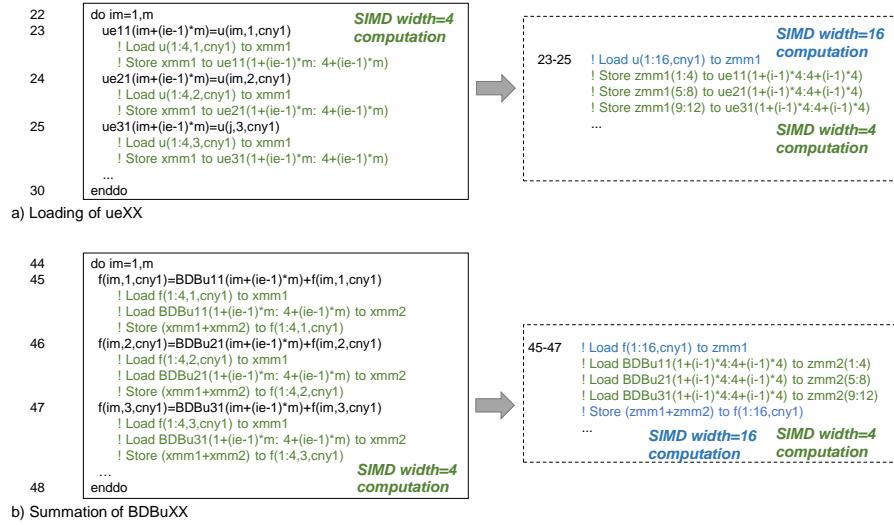 22 do im=1,m
SIMD width=4 computation
23 ue11(im+(ie-1)*m)=u(im,1,cny1)
! Load u(1:4,1,cny1) to xmm1
! Store xmm1 to ue11(1+(ie-1)*m: 4+(ie-1)*m)
24 ue21(im+(ie-1)*m)=u(im,2,cny1)
! Load u(1:4,2,cny1) to xmm1
! Store xmm1 to ue21(1+(ie-1)*m: 4+(ie-1)*m)
25 ue31(im+(ie-1)*m)=u(j,3,cny1)
! Load u(1:4,3,cny1) to xmm1
! Store xmm1 to ue31(1+(ie-1)*m: 4+(ie-1)*m)
...
30 enddo
SIMD width=16
computation
23-25 ! Load u(1:16,cny1) to zmm1
! Store zmm1(1:4) to ue11(1+(i-1)*4:4+(i-1)*4)
! Store zmm1(5:8) to ue21(1+(i-1)*4:4+(i-1)*4)
! Store zmm1(9:12) to ue31(1+(i-1)*4:4+(i-1)*4)
...
SIMD width=4
computation
a) Loading of ueXX
44 do im=1,m
45 f(im,1,cny1)=BDBu11(im+(ie-1)*m)+f(im,1,cny1)
! Load f(1:4,1,cny1) to xmm1
! Load BDBu11(1+(ie-1)*m: 4+(ie-1)*m) to xmm2
! Store (xmm1+xmm2) to f(1:4,1,cny1)
46 f(im,2,cny1)=BDBu21(im+(ie-1)*m)+f(im,2,cny1)
! Load f(1:4,2,cny1) to xmm1
! Load BDBu21(1+(ie-1)*m: 4+(ie-1)*m) to xmm2
! Store (xmm1+xmm2) to f(1:4,2,cny1)
47 f(im,3,cny1)=BDBu31(im+(ie-1)*m)+f(im,3,cny1)
! Load f(1:4,3,cny1) to xmm1
! Load BDBu31(1+(ie-1)*m: 4+(ie-1)*m) to xmm2
! Store (xmm1+xmm2) to f(1:4,3,cny1)
...
SIMD width=4
computation
48 enddo
45-47 ! Load f(1:16,cny1) to zmm1
! Load BDBu11(1+(i-1)*4:4+(i-1)*4) to zmm2(1:4)
! Load BDBu21(1+(i-1)*4:4+(i-1)*4) to zmm2(5:8)
! Load BDBu31(1+(i-1)*4:4+(i-1)*4) to zmm2(9:12)
! Store (zmm1+zmm2) to f(1:16,cny1)
...
SIMD width=16 computation
SIMD width=4 computation
b) Summation of BDBuXX